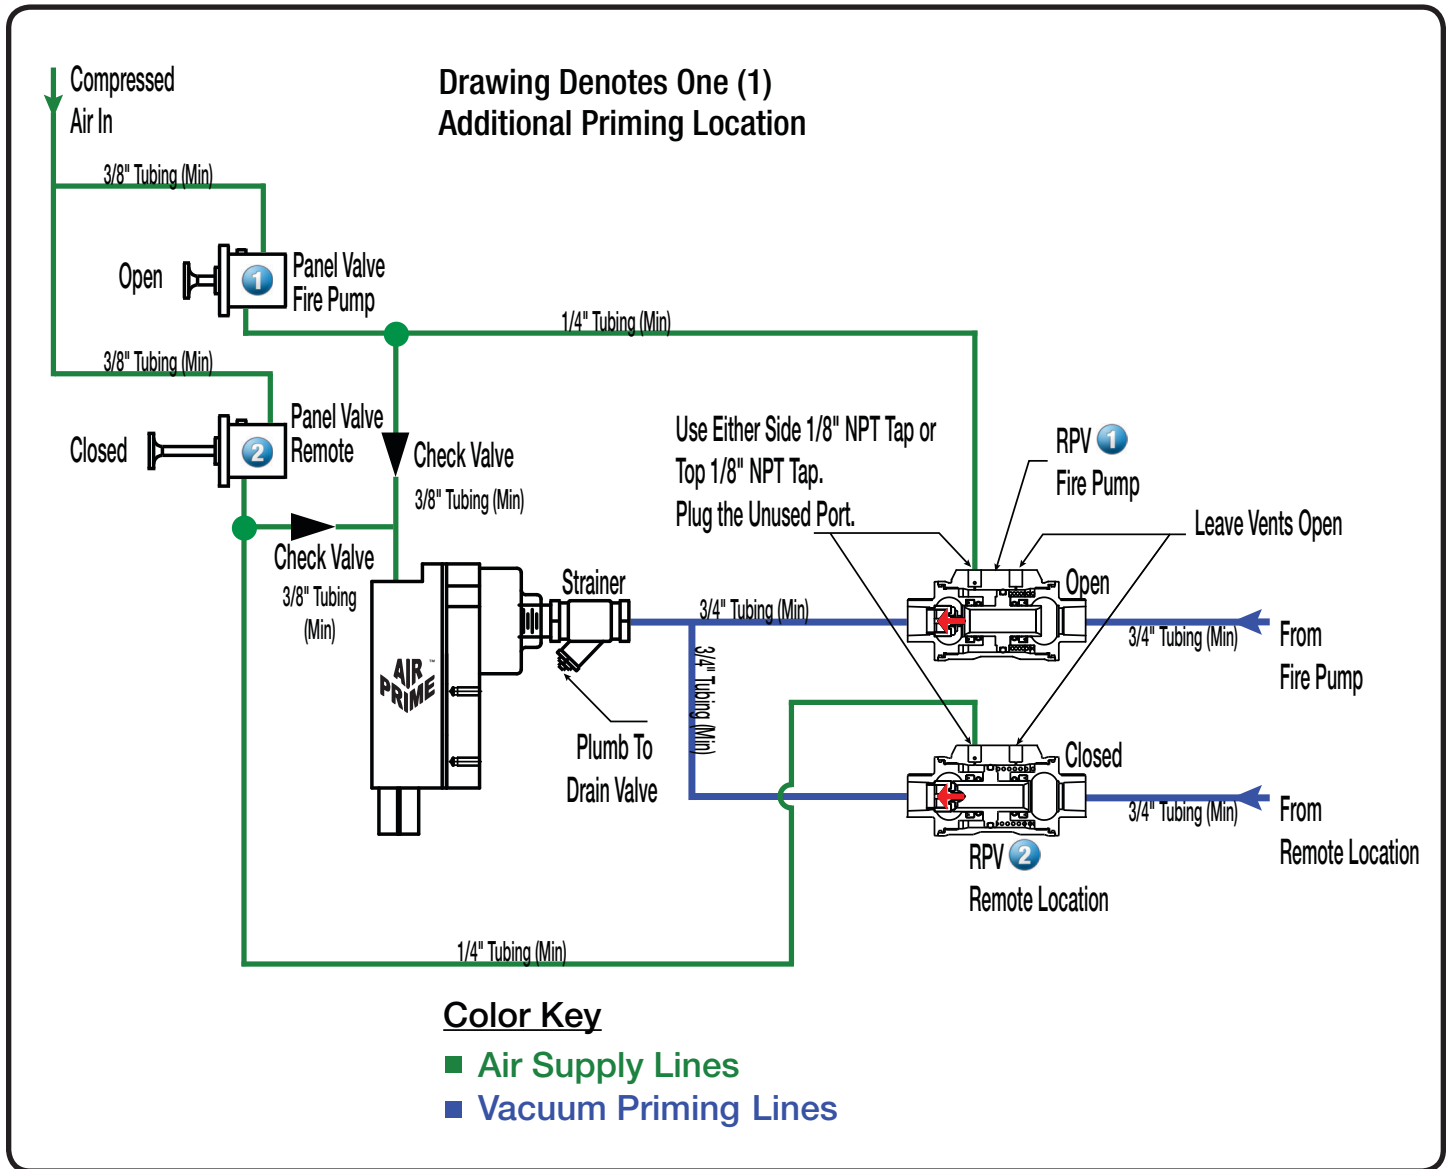 Compressed
Air In
Drawing Denotes One (1)
Additional Priming Location
3/8" Tubing (Min)
Open
1
Panel Valve
Fire Pump
1/4" Tubing (Min)
3/8" Tubing (Min)
Closed
2
Panel Valve
Remote
Check Valve
3/8" Tubing (Min)
Use Either Side 1/8" NPT Tap or
Top 1/8" NPT Tap.
Plug the Unused Port.
RPV 1
Fire Pump
Leave Vents Open
Check Valve
3/8" Tubing
(Min)
Strainer
Open
3/4" Tubing (Min)
3/4" Tubing (Min)
From
Fire Pump
AIR
PRIME™
3/4" Tubing (Min)
Plumb To
Drain Valve
Closed
3/4" Tubing (Min)
From
Remote Location
RPV 2
Remote Location
1/4" Tubing (Min)
Color Key
Air Supply Lines
Vacuum Priming Lines